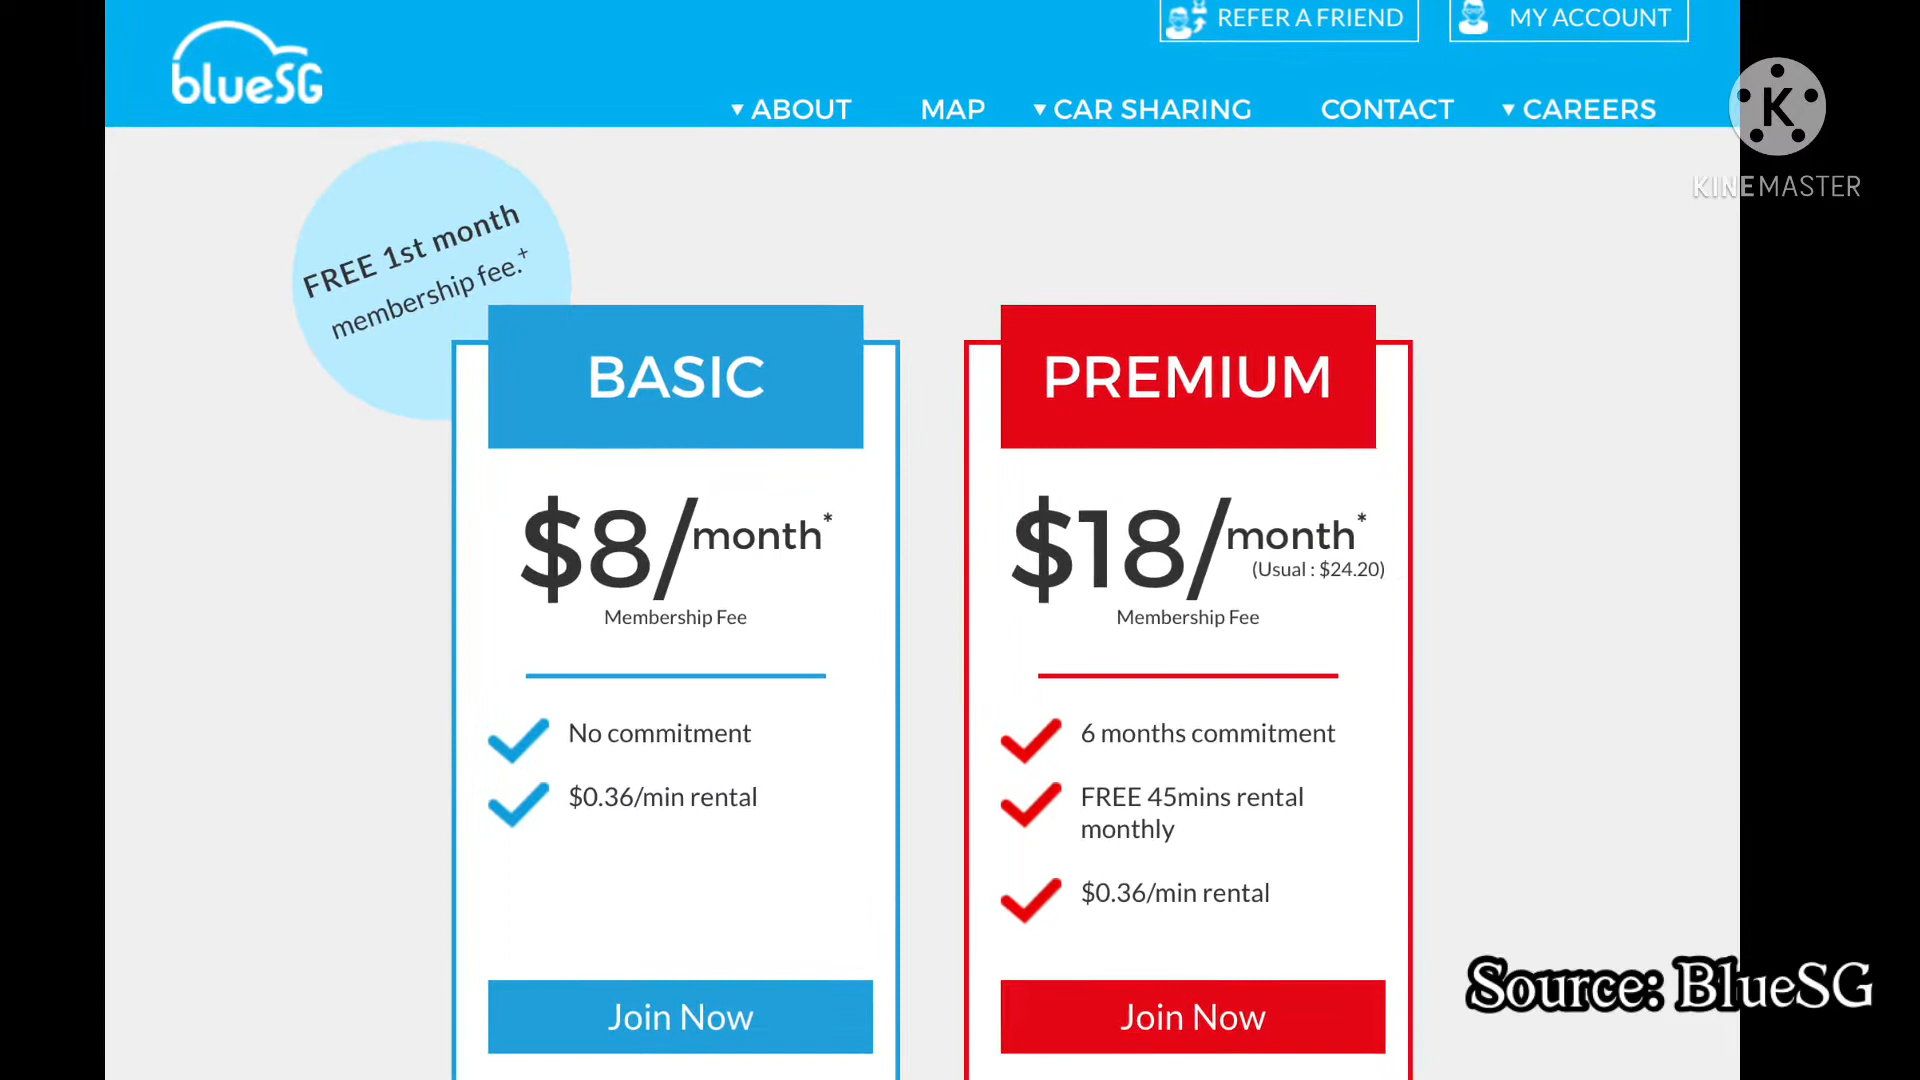 REFER A FRIEND
MY ACCOUNT
blueSG
▼ ABOUT
MAP
▼ CAR SHARING
CONTACT
▼ CAREERS
K
KINEMASTER
FREE 1st month
membership fee.+
BASIC
$8/month*
Membership Fee
No commitment
$0.36/min rental
Join Now
PREMIUM
$18/month*
(Usual : $24.20)
Membership Fee
6 months commitment
FREE 45mins rental
monthly
$0.36/min rental
Join Now
Source: BlueSG